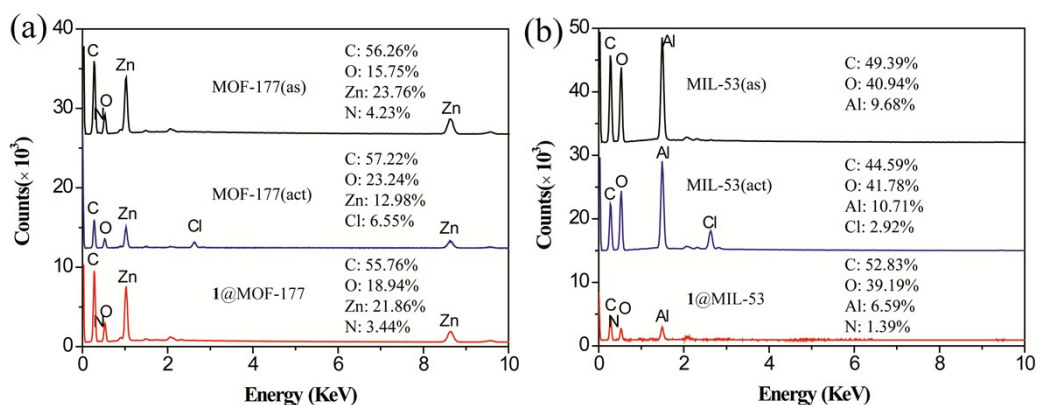 (a)
Counts(× 10³)
40
30
20
10
0
C
N
O
Zn
Zn
MOF-177(as)
C: 56.26%
O: 15.75%
Zn: 23.76%
N: 4.23%
C
O
Zn
Cl
Zn
MOF-177(act)
C: 57.22%
O: 23.24%
Zn: 12.98%
Cl: 6.55%
C
N
O
Zn
Zn
1@MOF-177
C: 55.76%
O: 18.94%
Zn: 21.86%
N: 3.44%
0 2 4 6 8 10
Energy (KeV)
(b)
Counts(× 10³)
50
40
30
20
10
0
C
O
Al
MIL-53(as)
C: 49.39%
O: 40.94%
Al: 9.68%
C
O
Al
Cl
MIL-53(act)
C: 44.59%
O: 41.78%
Al: 10.71%
Cl: 2.92%
C
N
O
Al
1@MIL-53
C: 52.83%
O: 39.19%
Al: 6.59%
N: 1.39%
0 2 4 6 8 10
Energy (KeV)